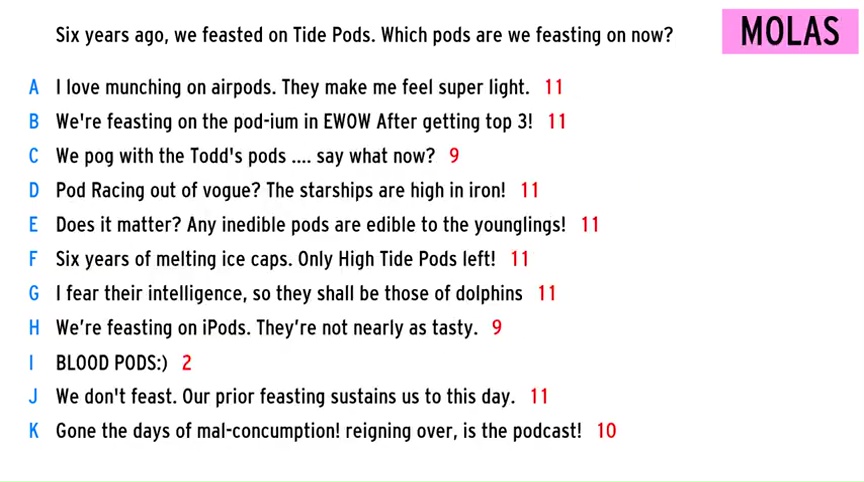 Six years ago, we feasted on Tide Pods. Which pods are we feasting on now?
MOLAS
A I love munching on airpods. They make me feel super light. 11
B We're feasting on the pod-ium in EWOW After getting top 3! 11
C We pog with the Todd's pods .... say what now? 9
D Pod Racing out of vogue? The starships are high in iron! 11
E Does it matter? Any inedible pods are edible to the younglings! 11
F Six years of melting ice caps. Only High Tide Pods left! 11
G I fear their intelligence, so they shall be those of dolphins 11
H We’re feasting on iPods. They’re not nearly as tasty. 9
I BLOOD PODS:) 2
J We don't feast. Our prior feasting sustains us to this day. 11
K Gone the days of mal-concumption! reigning over, is the podcast! 10